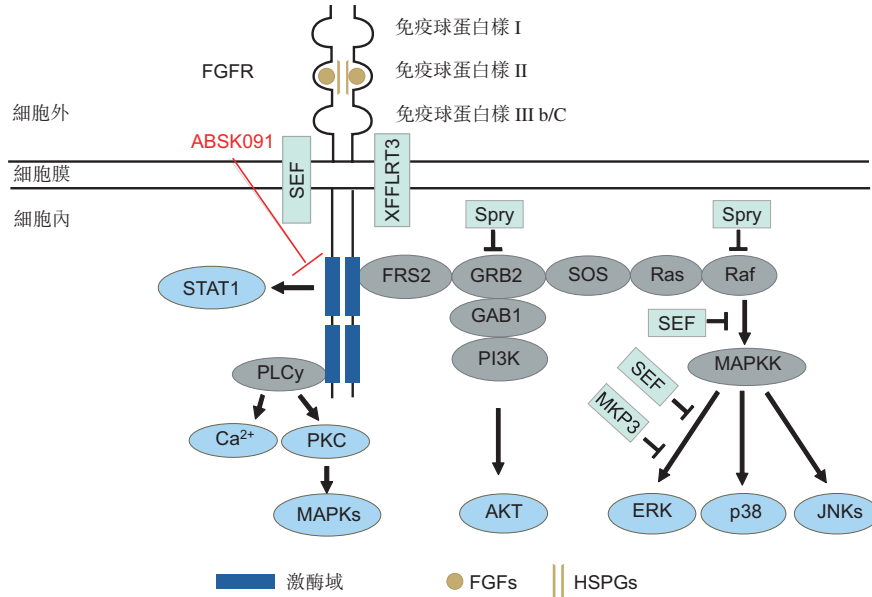 免疫球蛋白樣 I
FGFR
免疫球蛋白樣 II
細胞外
免疫球蛋白樣 III b/C
ABSK091
細胞膜
SEF
XFFLRT3
細胞內
Spry
Spry
STAT1
FRS2
GRB2
SOS
Ras
Raf
GAB1
SEF
PI3K
MAPKK
PLCy
SEF
MKP3
Ca²⁺
PKC
MAPKs
AKT
ERK
p38
JNKs
激酶域
FGFs
HSPGs